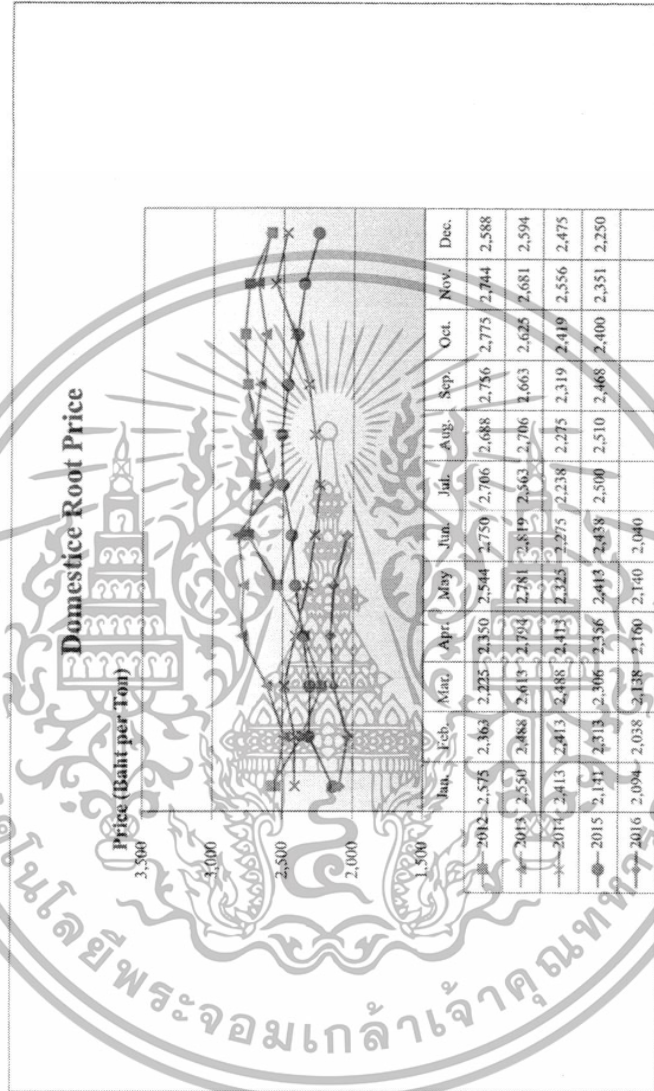 Domestice Root Price
Price (Baht per Ton)
3,500
3,000
2,500
2,000
1,500
Jan. Feb. Mar. Apr. May Jun. Jul. Aug. Sep. Oct. Nov. Dec.
2012 2,575 2,363 2,225 2,350 2,544 2,750 2,706 2,688 2,756 2,775 2,744 2,588
2013 2,550 2,488 2,613 2,794 2,781 2,819 2,563 2,706 2,663 2,625 2,681 2,594
2014 2,413 2,413 2,488 2,413 2,325 2,275 2,238 2,275 2,319 2,419 2,556 2,475
2015 2,141 2,313 2,306 2,356 2,413 2,438 2,500 2,510 2,468 2,400 2,351 2,250
2016 2,094 2,038 2,138 2,160 2,140 2,040